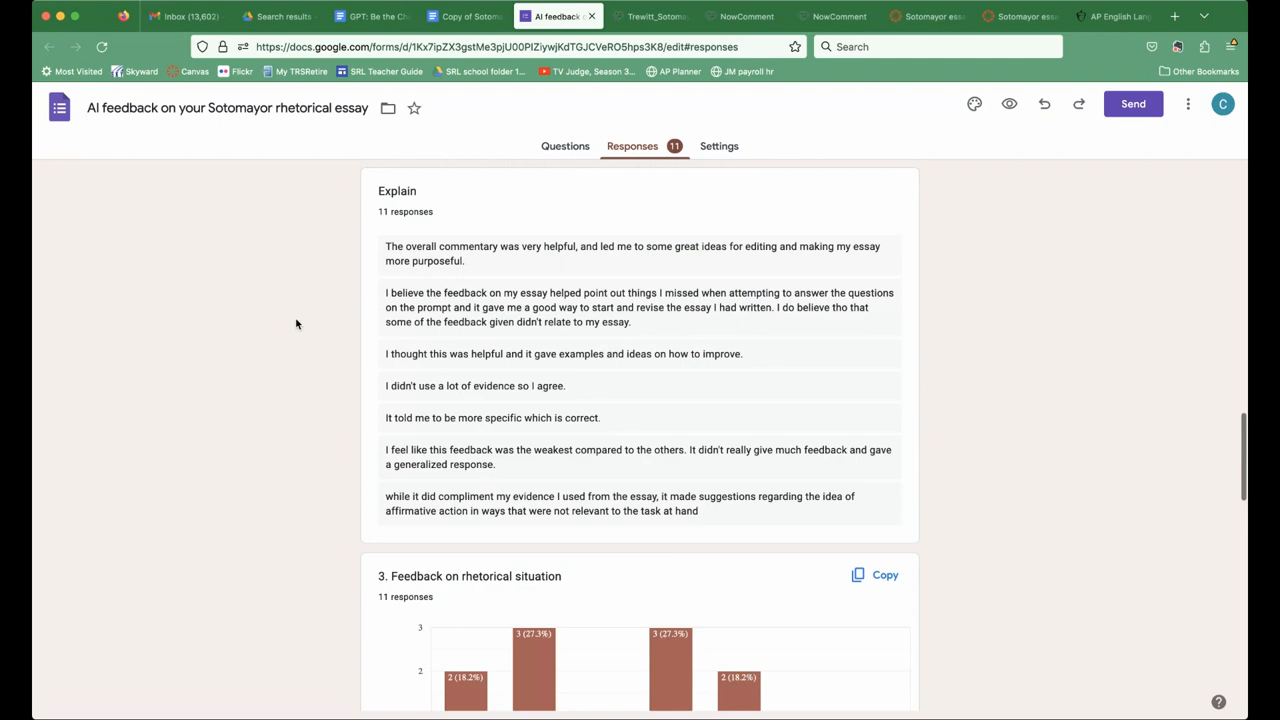 Inbox (13,602)
Search results
GPT: Be the Cha
Copy of Sotoma
AI feedback o
Trewitt_Sotoma
NowComment
NowComment
Sotomayor essa
Sotomayor essa
AP English Lang
https://docs.google.com/forms/d/1Kx7ipZX3gstMe3pjU00PIZiywjKdTGJCVeRO5hps3K8/edit#responses
Search
Most Visited
Skyward
Canvas
Flickr
My TRSRetire
SRL Teacher Guide
SRL school folder 1...
TV Judge, Season 3...
AP Planner
JM payroll hr
Other Bookmarks
AI feedback on your Sotomayor rhetorical essay
Send
C
Questions
Responses 11
Settings
Explain
11 responses
The overall commentary was very helpful, and led me to some great ideas for editing and making my essay
more purposeful.
I believe the feedback on my essay helped point out things I missed when attempting to answer the questions
on the prompt and it gave me a good way to start and revise the essay I had written. I do believe tho that
some of the feedback given didn't relate to my essay.
I thought this was helpful and it gave examples and ideas on how to improve.
I didn't use a lot of evidence so I agree.
It told me to be more specific which is correct.
I feel like this feedback was the weakest compared to the others. It didn't really give much feedback and gave
a generalized response.
while it did compliment my evidence I used from the essay, it made suggestions regarding the idea of
affirmative action in ways that were not relevant to the task at hand
3. Feedback on rhetorical situation
Copy
11 responses
3
3 (27.3%)
3 (27.3%)
2
2 (18.2%)
2 (18.2%)